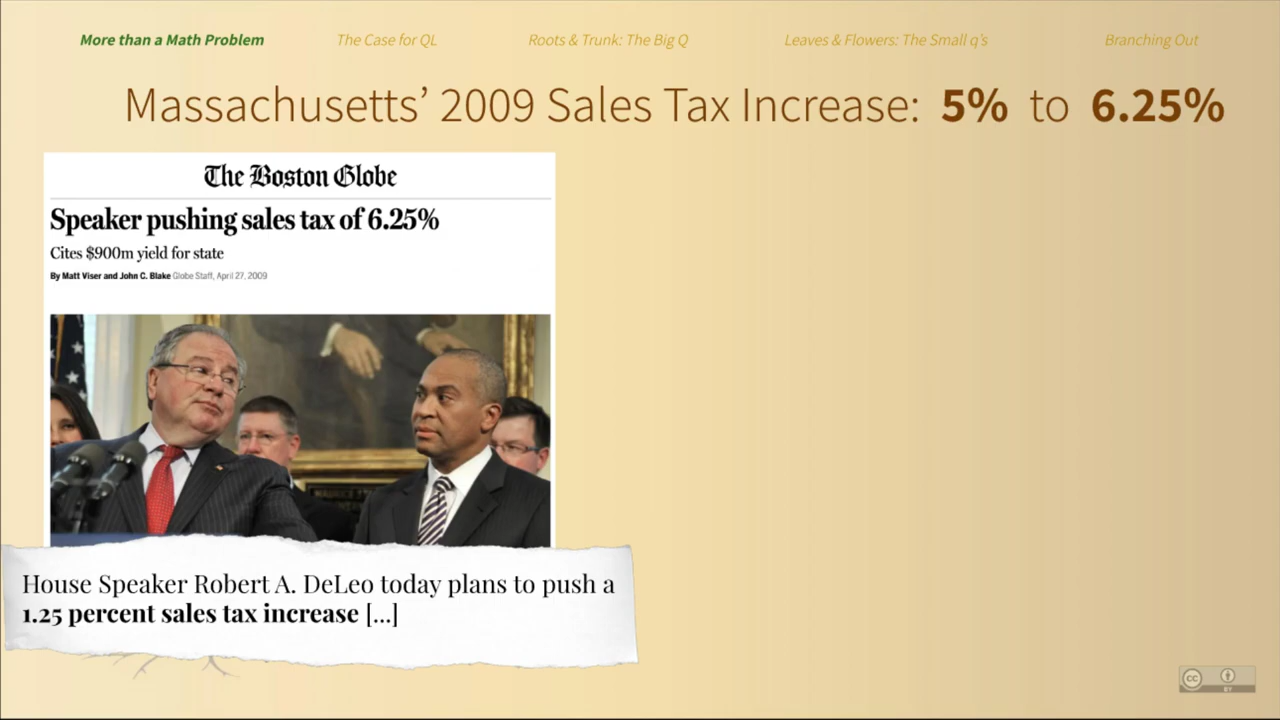 More than a Math Problem
The Case for QL
Roots & Trunk: The Big Q
Leaves & Flowers: The Small q's
Branching Out
Massachusetts’ 2009 Sales Tax Increase: 5% to 6.25%
The Boston Globe
Speaker pushing sales tax of 6.25%
Cites $900m yield for state
By Matt Viser and John C. Blake Globe Staff, April 27, 2009
House Speaker Robert A. DeLeo today plans to push a
1.25 percent sales tax increase [...]
cc
BY